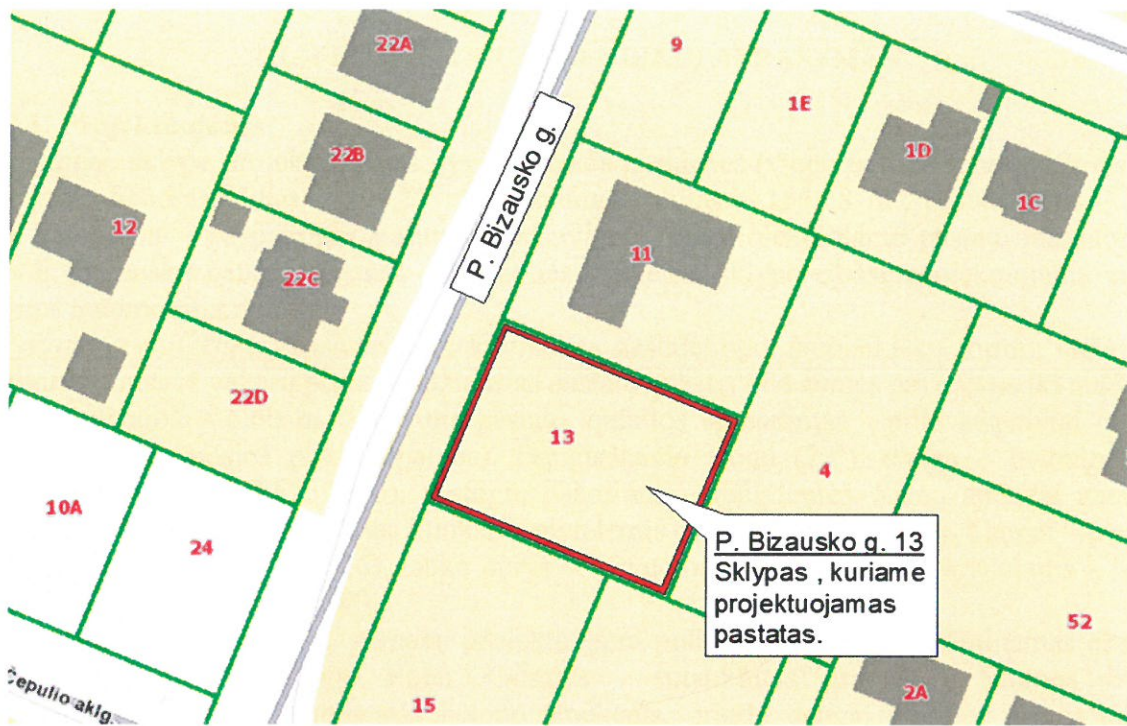 22A
9
1E
22B
1D
P. Bizausko g.
1C
12
11
22C
22D
13
4
10A
24
P. Bizausko g. 13
Sklypas , kuriame
projektuojamas
pastatas.
52
Čepulio aklg.
2A
15